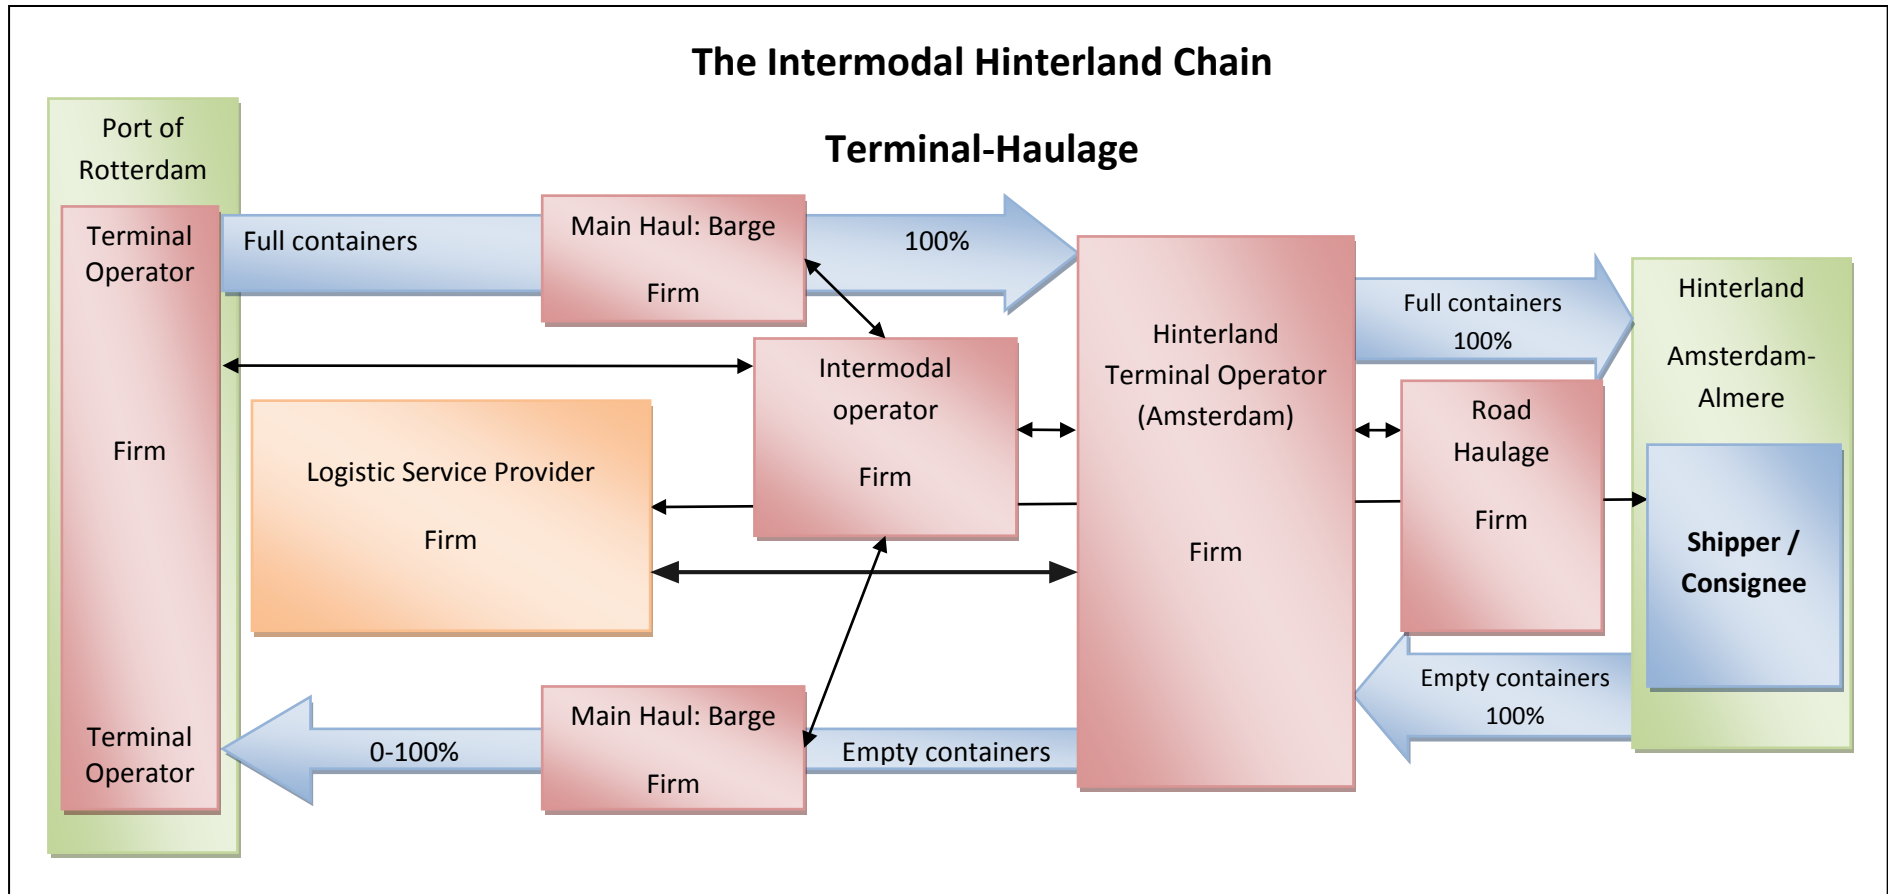 The Intermodal Hinterland Chain
Terminal-Haulage
Port of
Rotterdam
Terminal
Operator
Firm
Terminal
Operator
Full containers
Main Haul: Barge
Firm
100%
Intermodal
operator
Firm
Logistic Service Provider
Firm
Hinterland
Terminal Operator
(Amsterdam)
Firm
Full containers
100%
Road
Haulage
Firm
Hinterland
Amsterdam-
Almere
Shipper /
Consignee
Empty containers
100%
0-100%
Main Haul: Barge
Firm
Empty containers